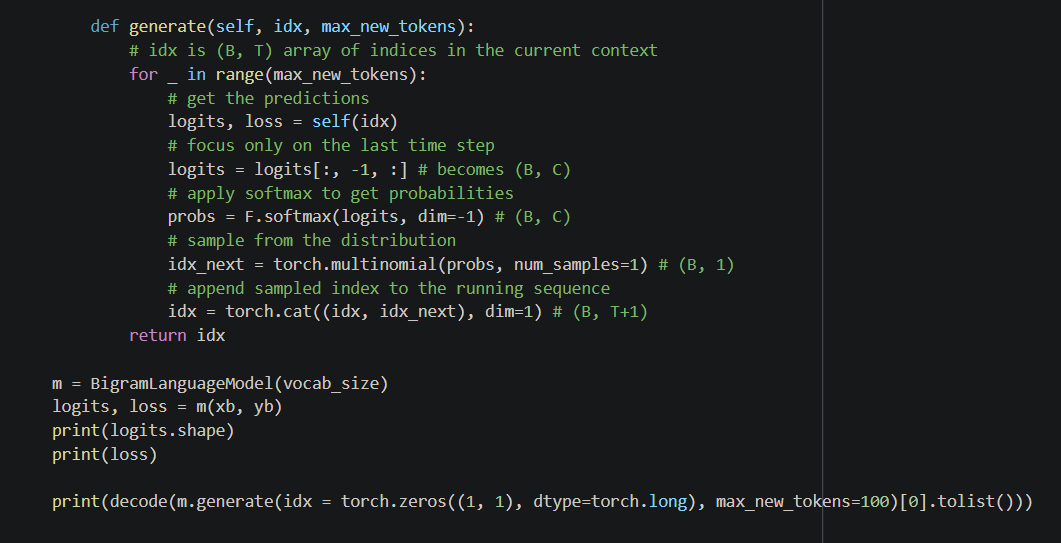 def generate(self, idx, max_new_tokens):
# idx is (B, T) array of indices in the current context
for _ in range(max_new_tokens):
# get the predictions
logits, loss = self(idx)
# focus only on the last time step
logits = logits[:, -1, :] # becomes (B, C)
# apply softmax to get probabilities
probs = F.softmax(logits, dim=-1) # (B, C)
# sample from the distribution
idx_next = torch.multinomial(probs, num_samples=1) # (B, 1)
# append sampled index to the running sequence
idx = torch.cat((idx, idx_next), dim=1) # (B, T+1)
return idx
m = BigramLanguageModel(vocab_size)
logits, loss = m(xb, yb)
print(logits.shape)
print(loss)
print(decode(m.generate(idx = torch.zeros((1, 1), dtype=torch.long), max_new_tokens=100)[0].tolist()))